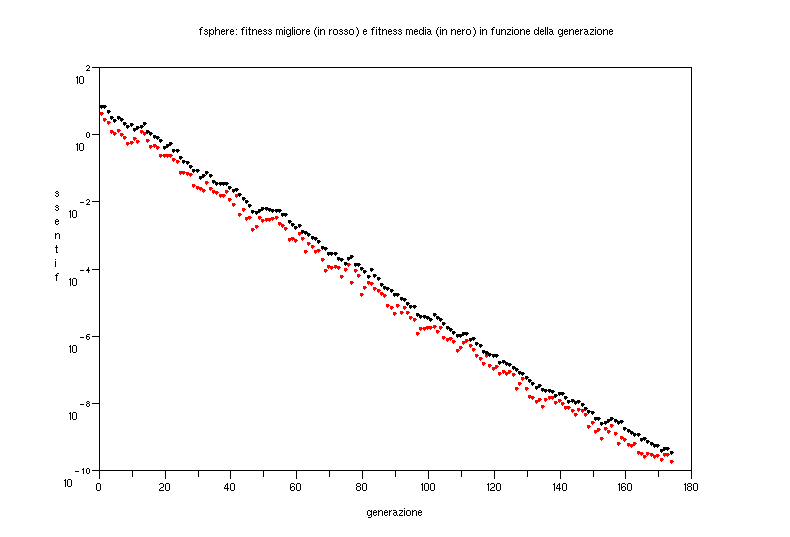 fsphere: fitness migliore (in rosso) e fitness media (in nero) in funzione della generazione
10 2
10 0
10 −2
10 −4
10 −6
10 −8
10 −10
fitness
0 20 40 60 80 100 120 140 160 180
generazione